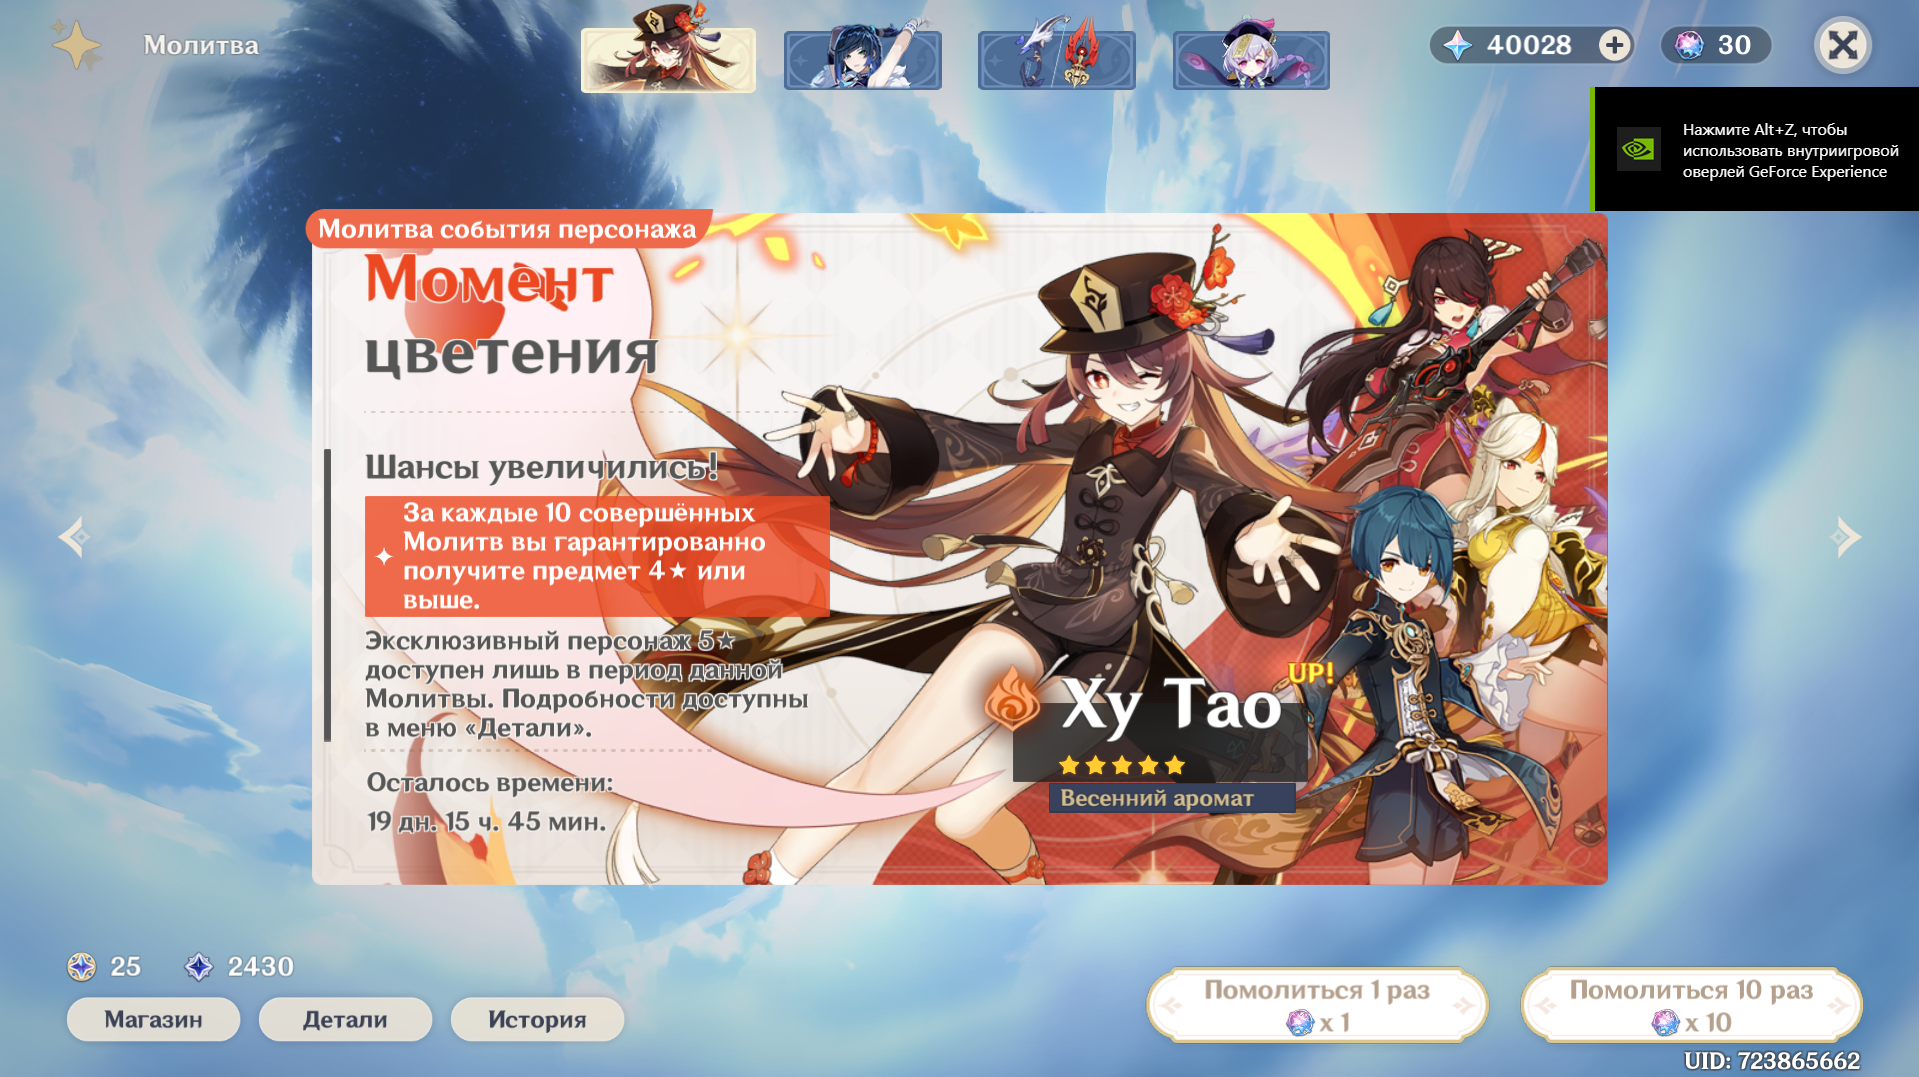 Молитва
40028
30
Нажмите Alt+Z, чтобы
использовать внутриигровой
оверлей GeForce Experience
Молитва события персонажа
Момент
цветения
Шансы увеличились!
За каждые 10 совершённых
Молитв вы гарантированно
получите предмет 4★ или
выше.
Эксклюзивный персонаж 5★
доступен лишь в период данной
Молитвы. Подробности доступны
в меню «Детали».
Осталось времени:
19 дн. 15 ч. 45 мин.
UP!
Ху Тао
Весенний аромат
25
2430
Магазин
Детали
История
Помолиться 1 раз
x 1
Помолиться 10 раз
x 10
UID: 723865662